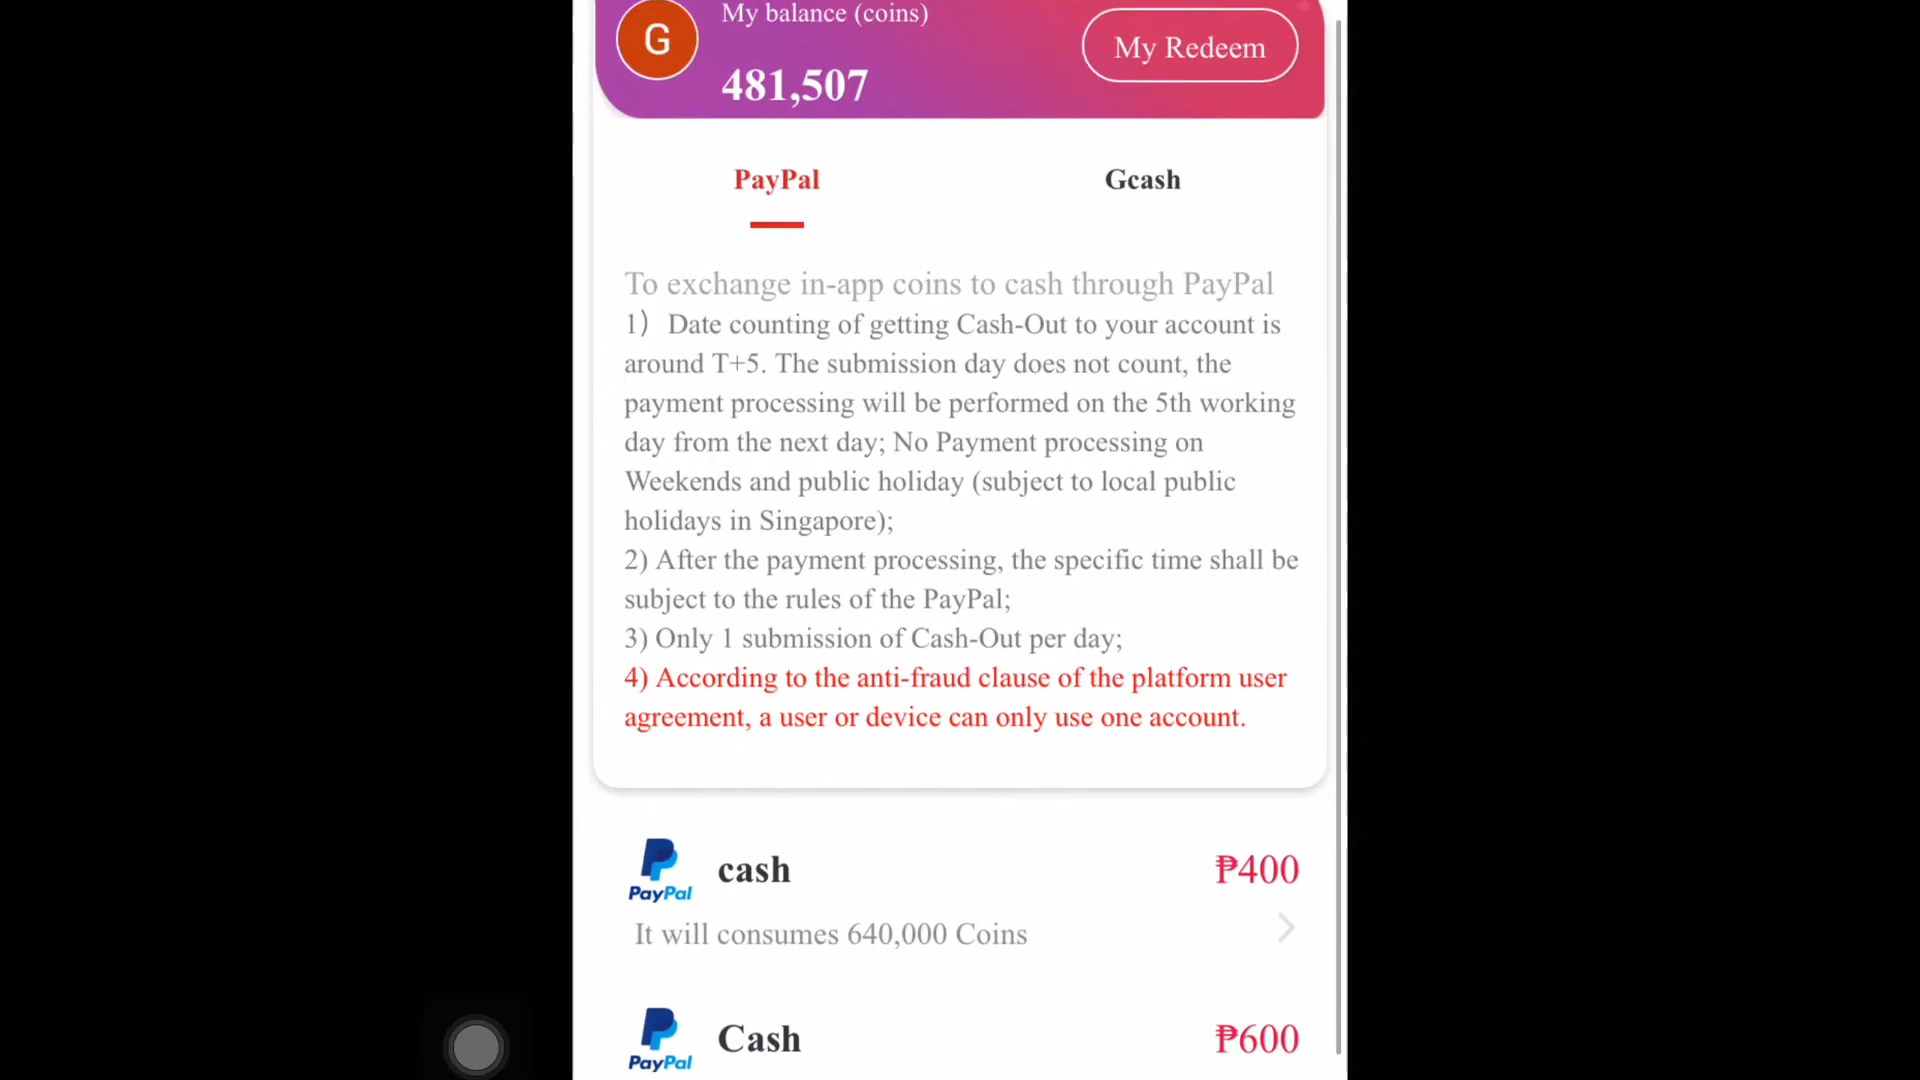 My balance (coins)
G
My Redeem
481,507
PayPal
Gcash
To exchange in-app coins to cash through PayPal
1） Date counting of getting Cash-Out to your account is
around T+5. The submission day does not count, the
payment processing will be performed on the 5th working
day from the next day; No Payment processing on
Weekends and public holiday (subject to local public
holidays in Singapore);
2) After the payment processing, the specific time shall be
subject to the rules of the PayPal;
3) Only 1 submission of Cash-Out per day;
4) According to the anti-fraud clause of the platform user
agreement, a user or device can only use one account.
PayPal
cash
₱400
It will consumes 640,000 Coins
PayPal
Cash
₱600